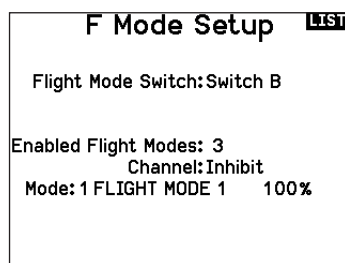 F Mode Setup LIST
Flight Mode Switch:Switch B
Enabled Flight Modes: 3
Channel:Inhibit
Mode: 1 FLIGHT MODE 1 100%